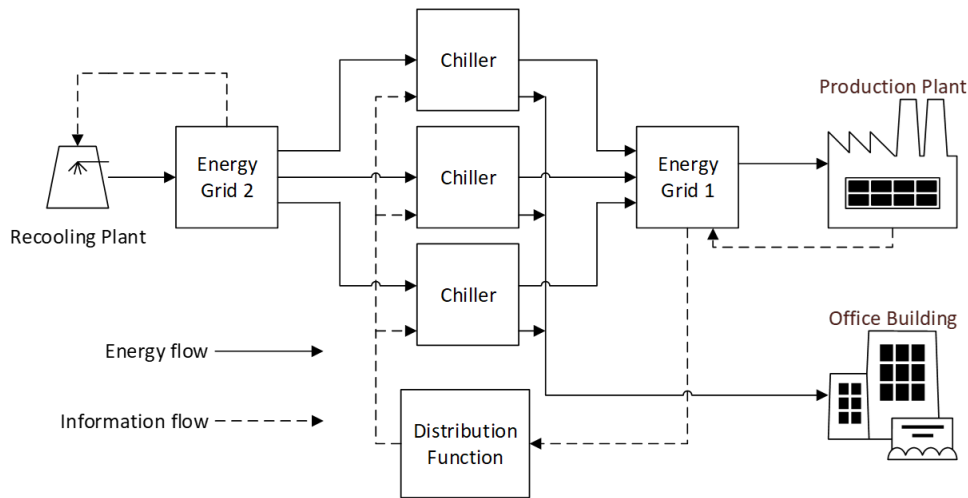 Chiller
Production Plant
Energy
Grid 2
Chiller
Energy
Grid 1
Recooling Plant
Chiller
Office Building
Energy flow
Information flow
Distribution
Function